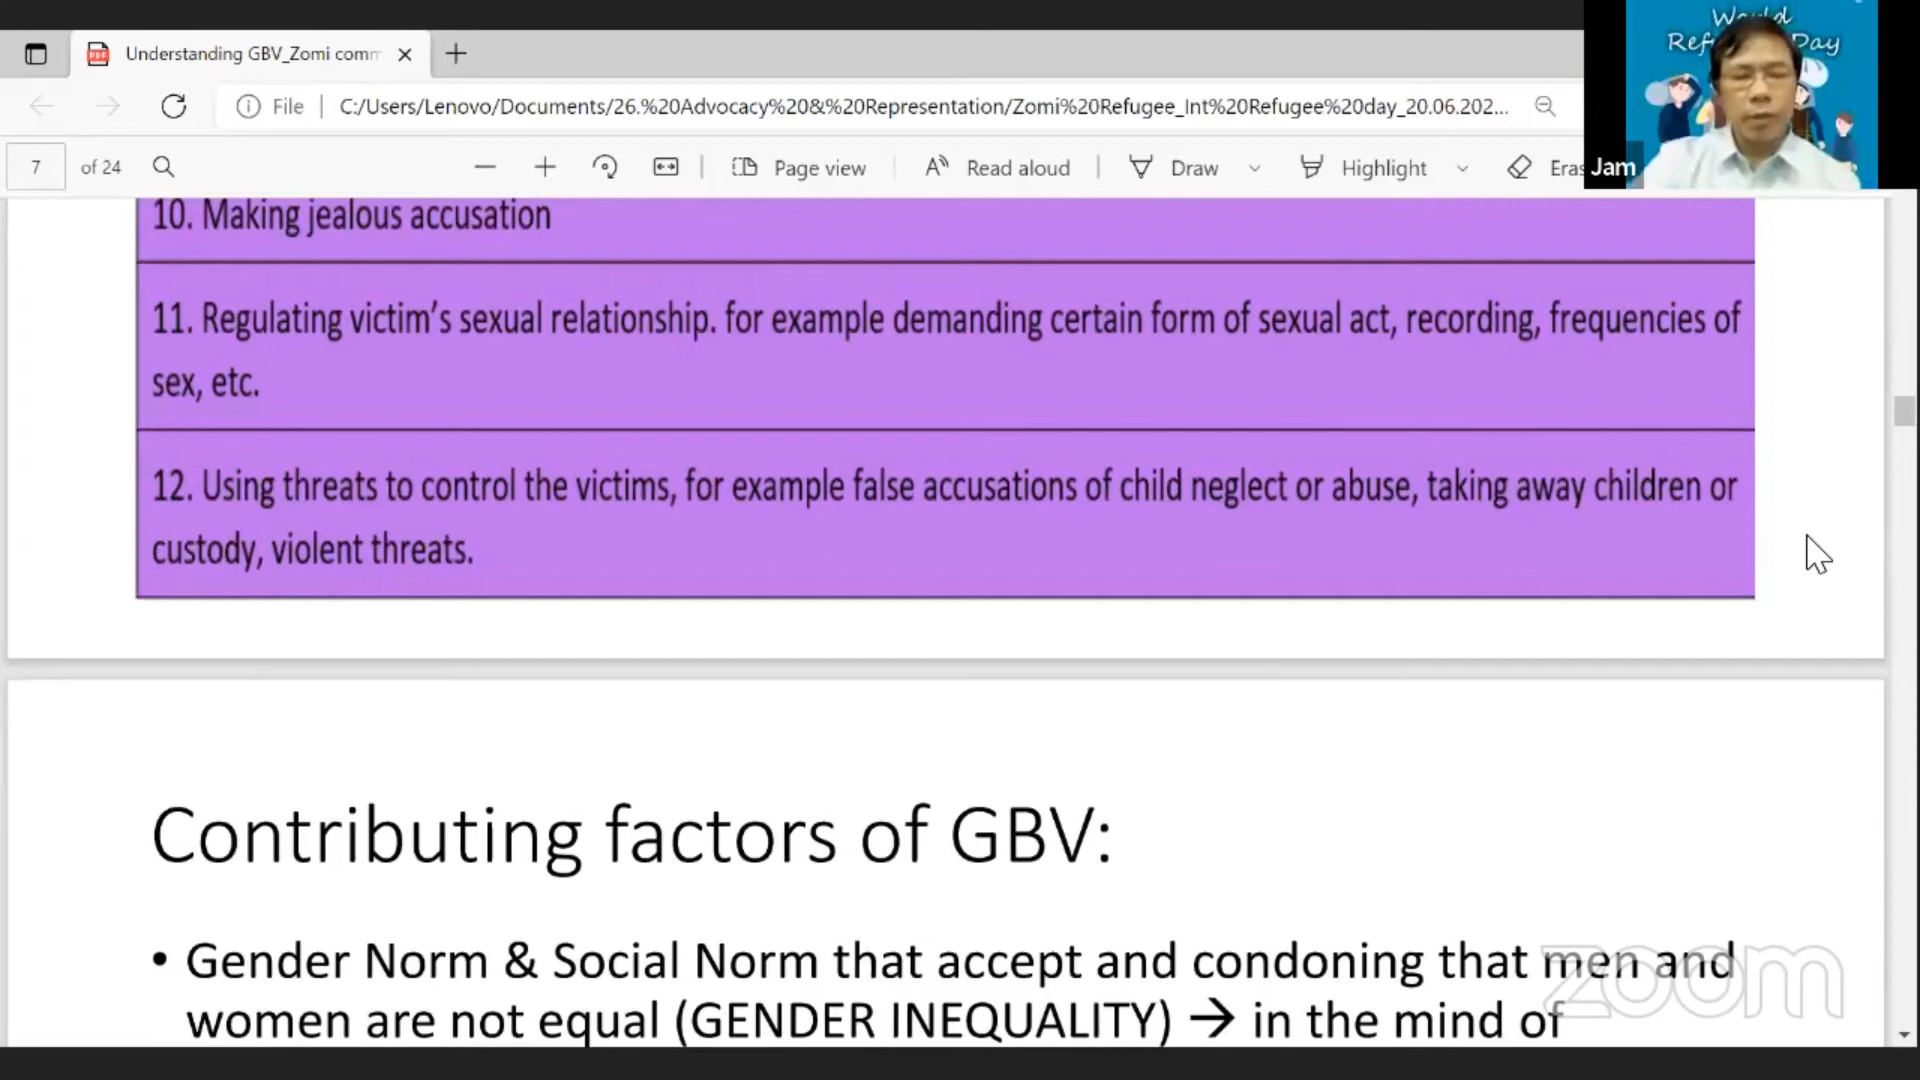 Understanding GBV_Zomi comm
File
C:/Users/Lenovo/Documents/26.%20Advocacy%20&%20Representation/Zomi%20Refugee_Int%20Refugee%20day_20.06.202...
World
Day
7 of 24
Page view
Read aloud
Draw
Highlight
Jam
10. Making jealous accusation
11. Regulating victim's sexual relationship. for example demanding certain form of sexual act, recording, frequencies of
sex, etc.
12. Using threats to control the victims, for example false accusations of child neglect or abuse, taking away children or
custody, violent threats.
Contributing factors of GBV:
• Gender Norm & Social Norm that accept and condoning that men and
women are not equal (GENDER INEQUALITY) → in the mind of
zoom